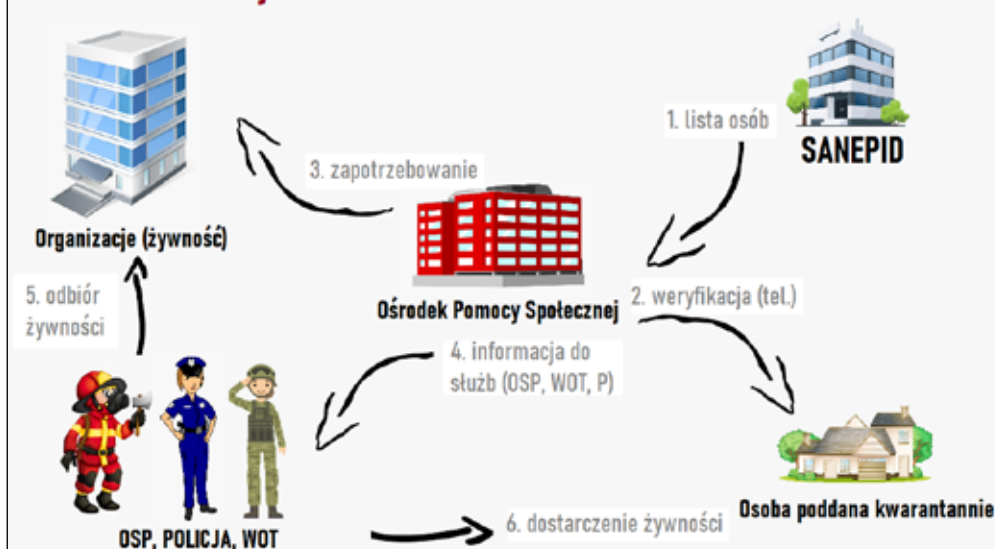 1. lista osób
SANEPID
3. zapotrzebowanie
Organizacje (żywność)
Ośrodek Pomocy Społecznej
2. weryfikacja (tel.)
5. odbiór
żywności
4. informacja do
służb (OSP, WOT, P)
Osoba poddana kwarantannie
OSP, POLICJA, WOT
6. dostarczenie żywności